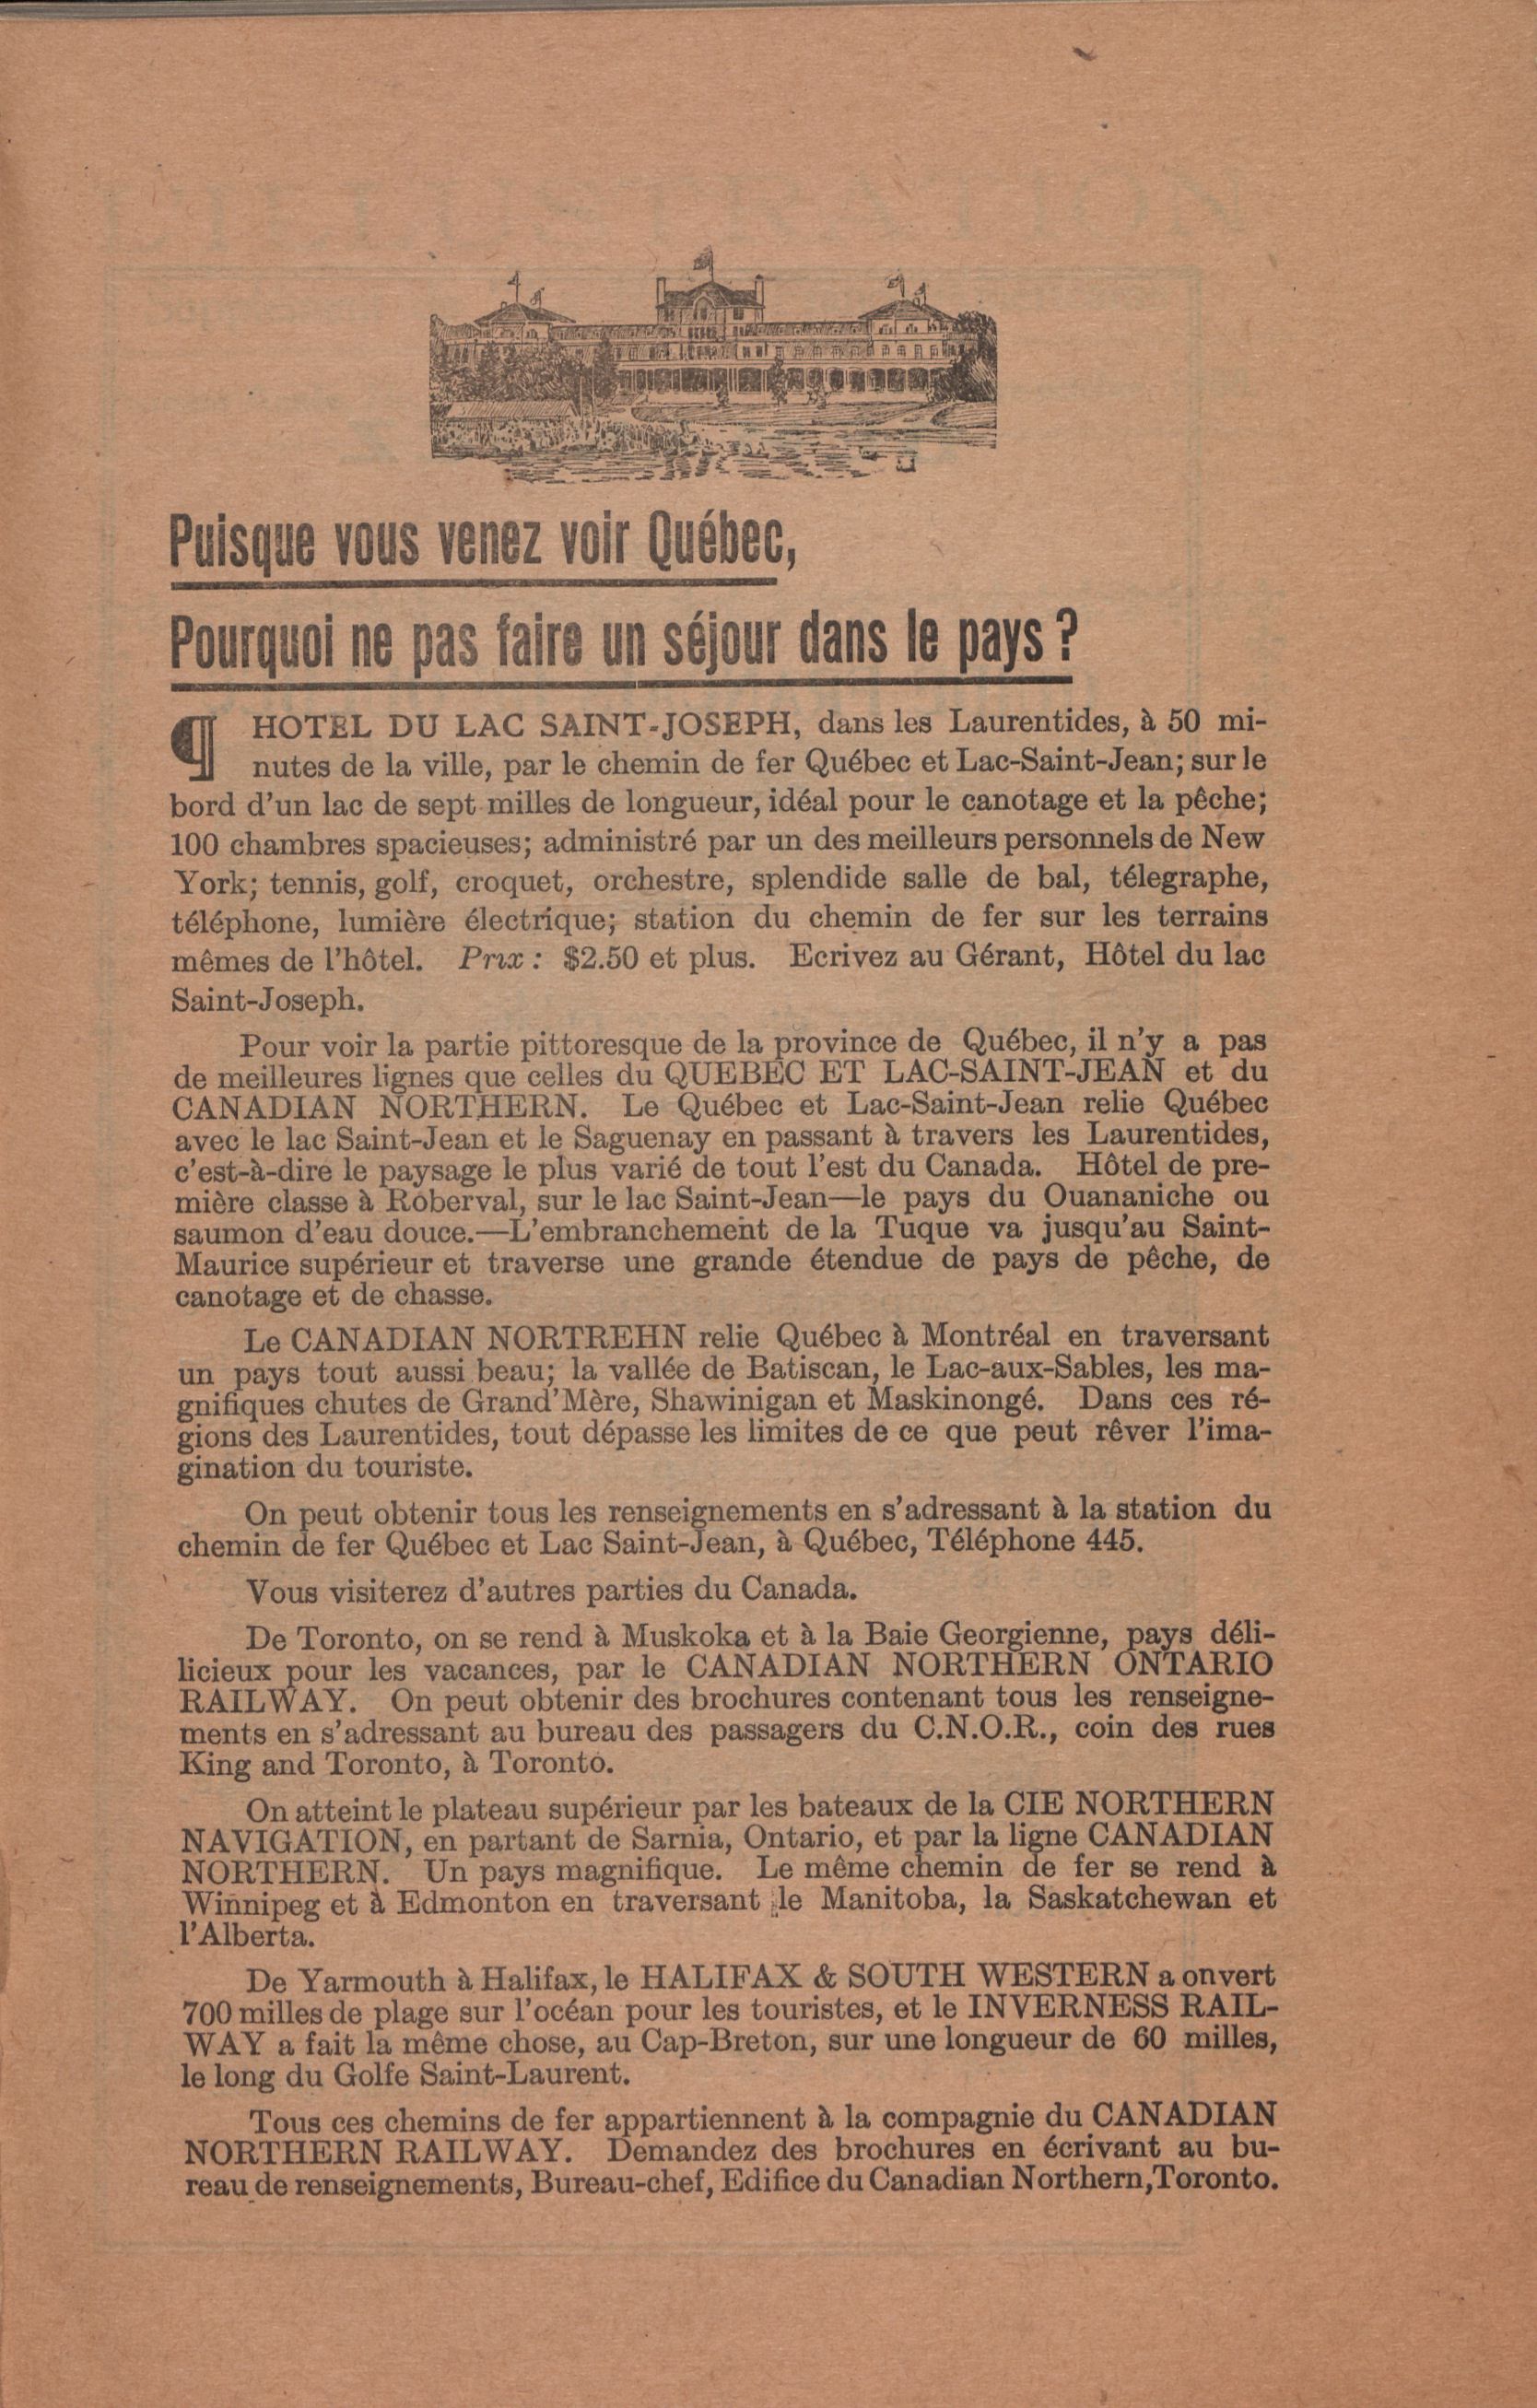 Puisque vous venez voir Québec,
Pourquoi ne pas faire un séjour dans le pays ?
¶ HOTEL DU LAC SAINT-JOSEPH, dans les Laurentides, à 50 mi-
nutes de la ville, par le chemin de fer Québec et Lac-Saint-Jean; sur le
bord d'un lac de sept milles de longueur, idéal pour le canotage et la pêche;
100 chambres spacieuses; administré par un des meilleurs personnels de New
York; tennis, golf, croquet, orchestre, splendide salle de bal, télegraphe,
téléphone, lumière électrique; station du chemin de fer sur les terrains
mêmes de l'hôtel. Prix : $2.50 et plus. Ecrivez au Gérant, Hôtel du lac
Saint-Joseph.
Pour voir la partie pittoresque de la province de Québec, il n'y a pas
de meilleures lignes que celles du QUEBEC ET LAC-SAINT-JEAN et du
CANADIAN NORTHERN. Le Québec et Lac-Saint-Jean relie Québec
avec le lac Saint-Jean et le Saguenay en passant à travers les Laurentides,
c'est-à-dire le paysage le plus varié de tout l'est du Canada. Hôtel de pre-
mière classe à Roberval, sur le lac Saint-Jean—le pays du Ouananiche ou
saumon d'eau douce.—L'embranchement de la Tuque va jusqu'au Saint-
Maurice supérieur et traverse une grande étendue de pays de pêche, de
canotage et de chasse.
Le CANADIAN NORTREHN relie Québec à Montréal en traversant
un pays tout aussi beau; la vallée de Batiscan, le Lac-aux-Sables, les ma-
gnifiques chutes de Grand'Mère, Shawinigan et Maskinongé. Dans ces ré-
gions des Laurentides, tout dépasse les limites de ce que peut rêver l'ima-
gination du touriste.
On peut obtenir tous les renseignements en s'adressant à la station du
chemin de fer Québec et Lac Saint-Jean, à Québec, Téléphone 445.
Vous visiterez d'autres parties du Canada.
De Toronto, on se rend à Muskoka et à la Baie Georgienne, pays déli-
licieux pour les vacances, par le CANADIAN NORTHERN ONTARIO
RAILWAY. On peut obtenir des brochures contenant tous les renseigne-
ments en s'adressant au bureau des passagers du C.N.O.R., coin des rues
King and Toronto, à Toronto.
On atteint le plateau supérieur par les bateaux de la CIE NORTHERN
NAVIGATION, en partant de Sarnia, Ontario, et par la ligne CANADIAN
NORTHERN. Un pays magnifique. Le même chemin de fer se rend à
Winnipeg et à Edmonton en traversant le Manitoba, la Saskatchewan et
l'Alberta.
De Yarmouth à Halifax, le HALIFAX & SOUTH WESTERN a onvert
700 milles de plage sur l'océan pour les touristes, et le INVERNESS RAIL-
WAY a fait la même chose, au Cap-Breton, sur une longueur de 60 milles,
le long du Golfe Saint-Laurent.
Tous ces chemins de fer appartiennent à la compagnie du CANADIAN
NORTHERN RAILWAY. Demandez des brochures en écrivant au bu-
reau de renseignements, Bureau-chef, Edifice du Canadian Northern, Toronto.